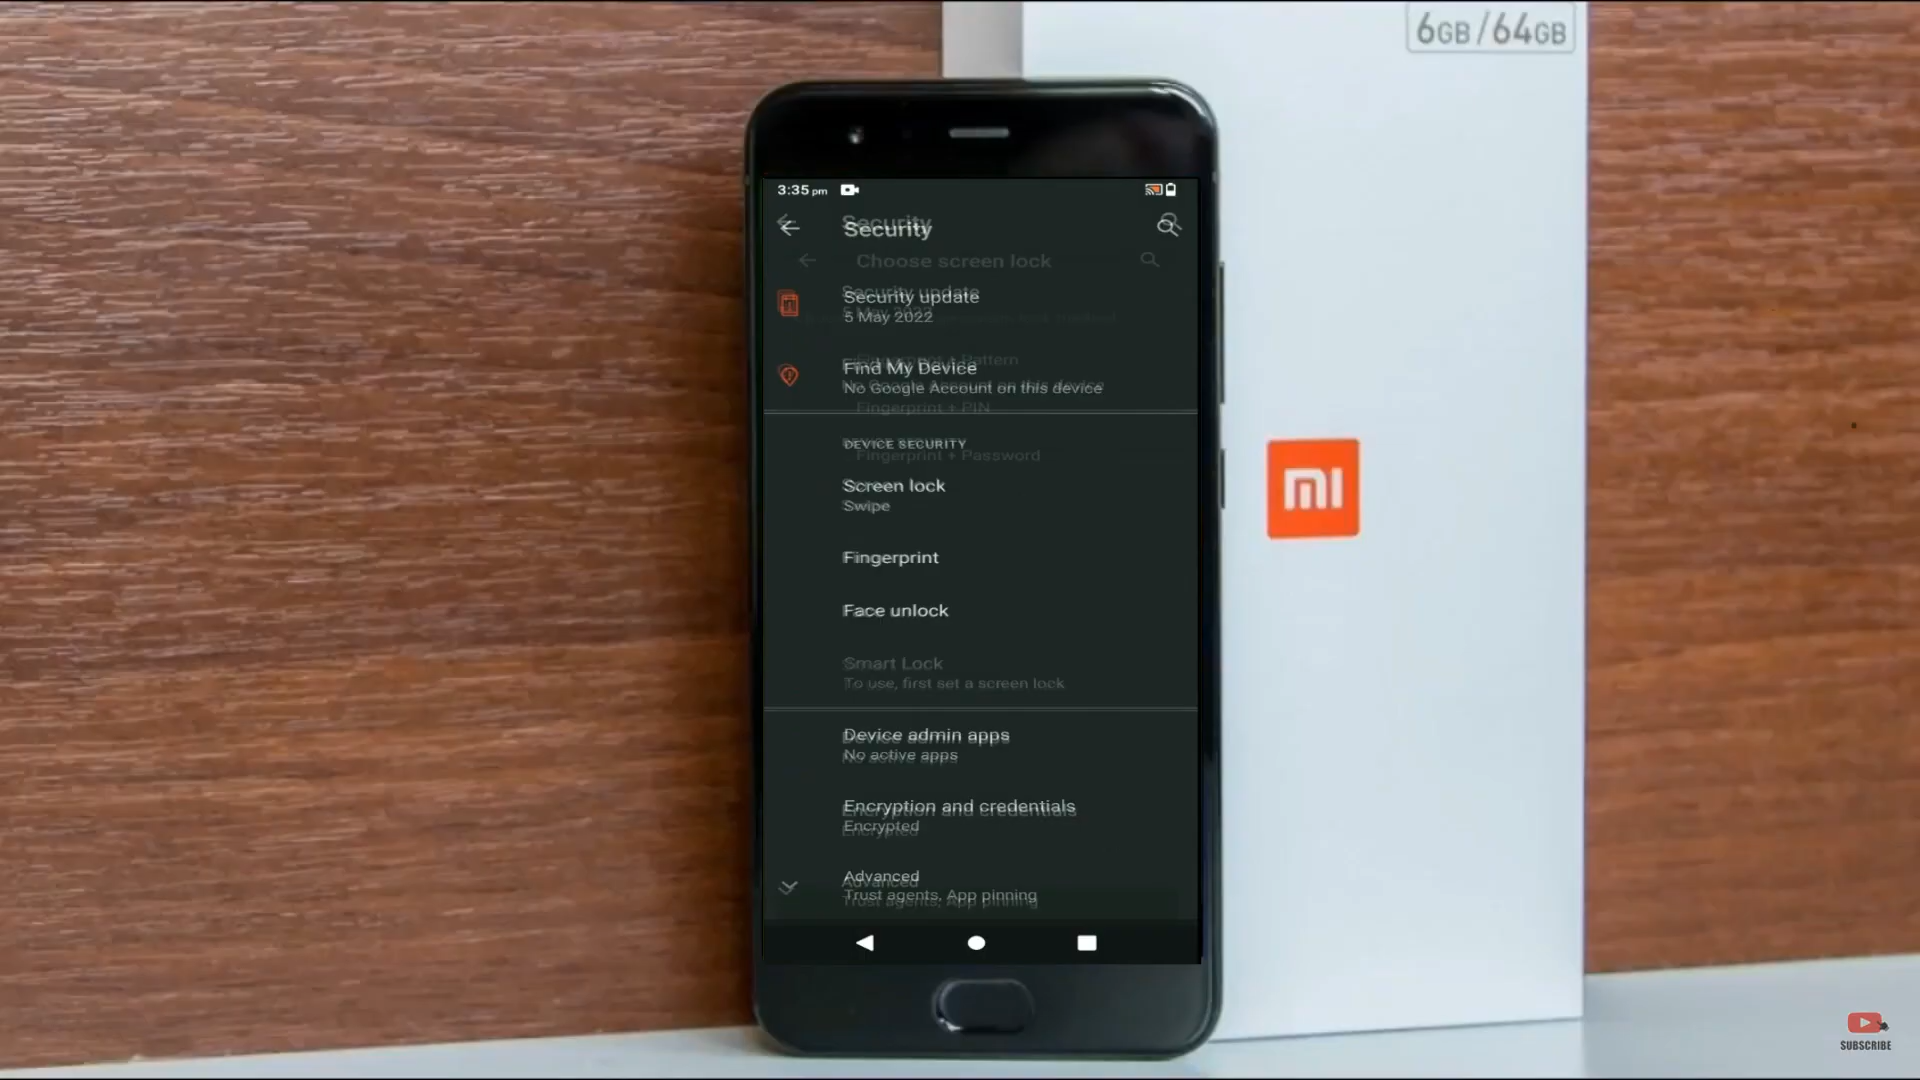 6GB/64GB
3:35 pm
Security
Choose screen lock
Security update
5 May 2022
Fingerprint + Pattern
Find My Device
No Google Account on this device
Fingerprint + PIN
DEVICE SECURITY
Fingerprint + Password
Screen lock
Swipe
Fingerprint
Face unlock
Smart Lock
To use, first set a screen lock
Device admin apps
No active apps
Encryption and credentials
Encrypted
Advanced
Trust agents, App pinning
mi
SUBSCRIBE